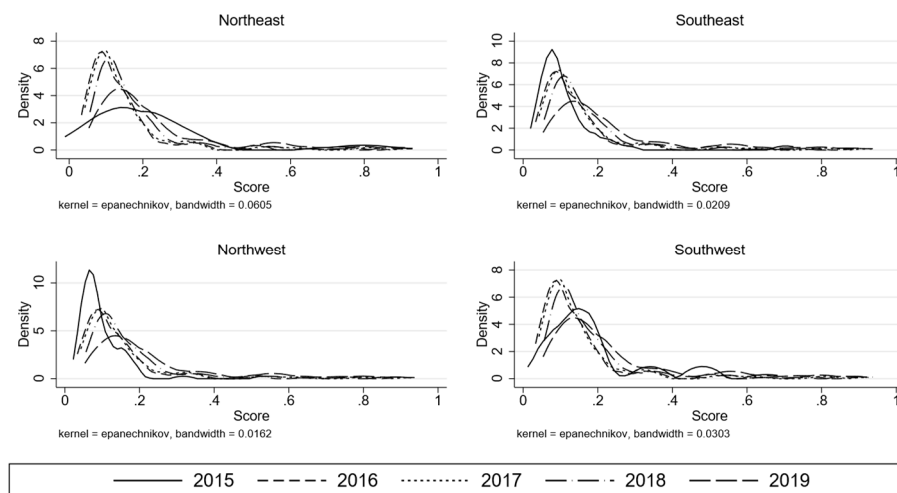 Northeast
Density
8
6
4
2
0
0 .2 .4 .6 .8 1
Score
kernel = epanechnikov, bandwidth = 0.0605
Southeast
Density
10
8
6
4
2
0
0 .2 .4 .6 .8 1
Score
kernel = epanechnikov, bandwidth = 0.0209
Northwest
Density
10
5
0
0 .2 .4 .6 .8 1
Score
kernel = epanechnikov, bandwidth = 0.0162
Southwest
Density
8
6
4
2
0
0 .2 .4 .6 .8 1
Score
kernel = epanechnikov, bandwidth = 0.0303
2015 2016 2017 2018 2019